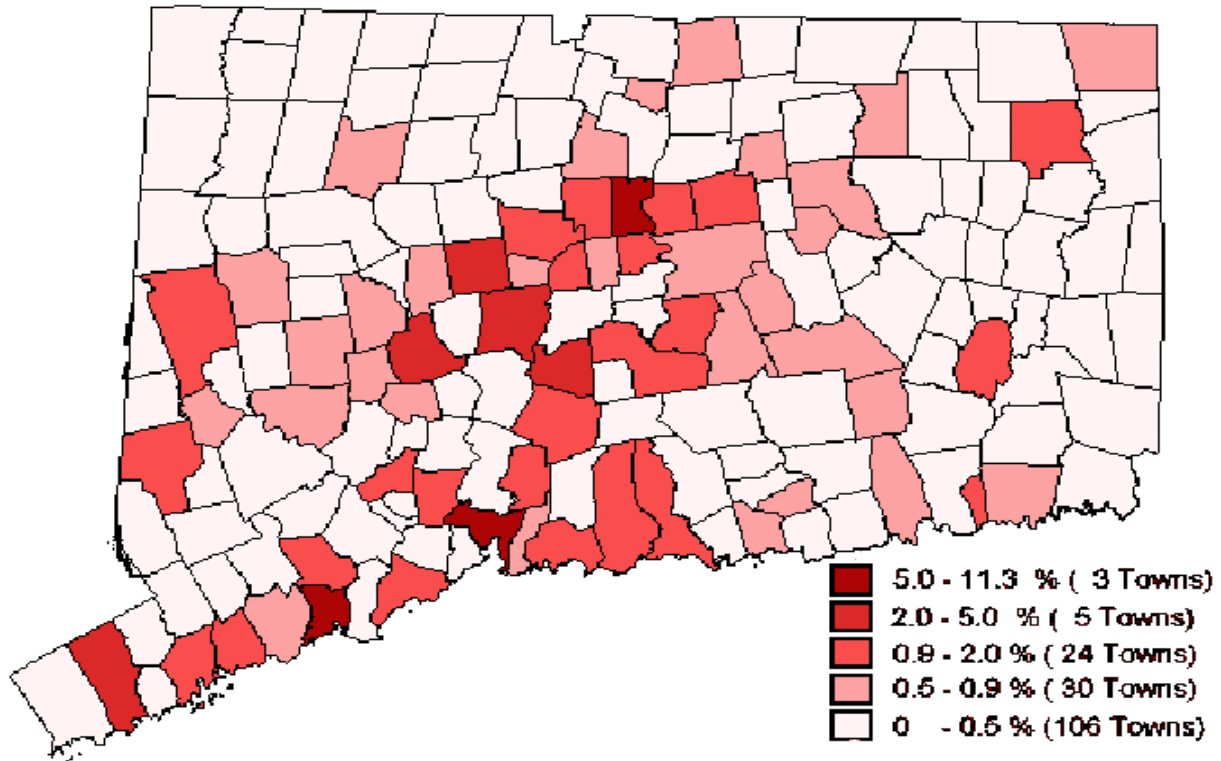 5.0 - 11.3 % ( 3 Towns)
2.0 - 5.0 % ( 5 Towns)
0.9 - 2.0 % ( 24 Towns)
0.5 - 0.9 % ( 30 Towns)
0 - 0.5 % (106 Towns)